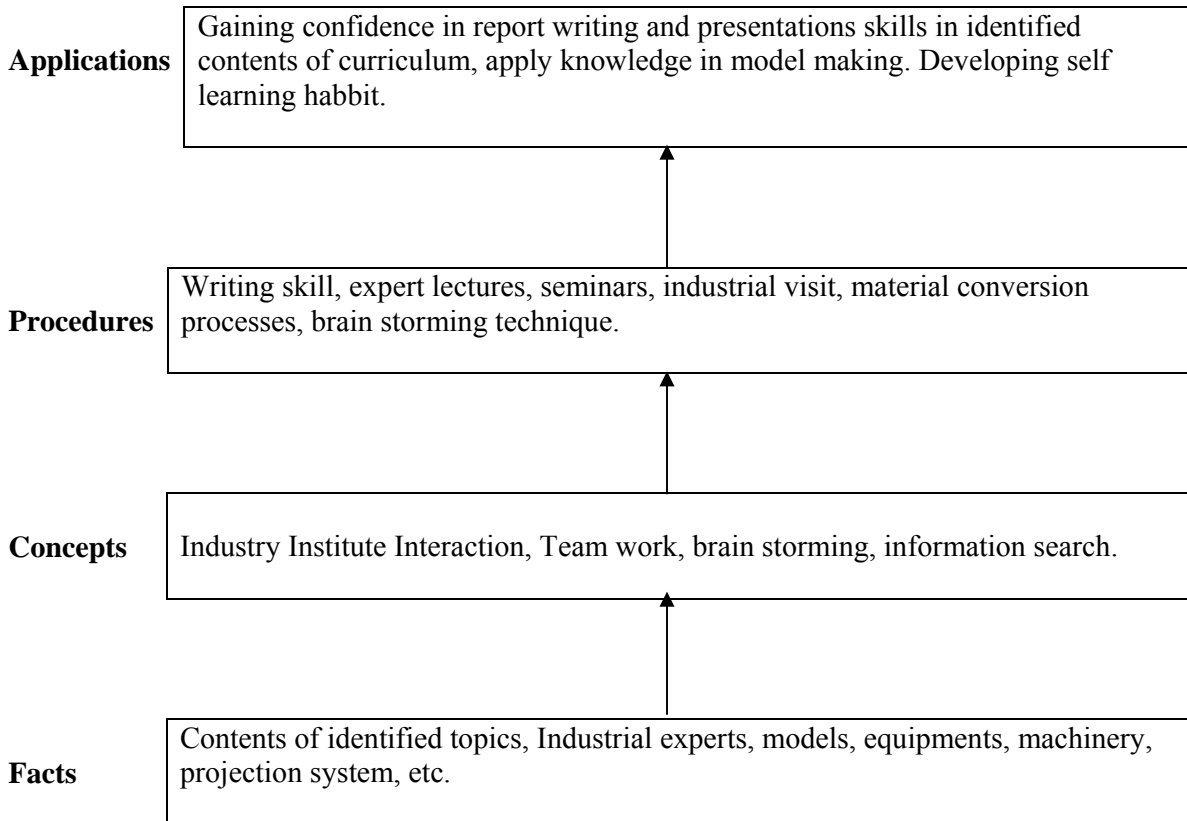 Applications
Gaining confidence in report writing and presentations skills in identified
contents of curriculum, apply knowledge in model making. Developing self
learning habbit.
Procedures
Writing skill, expert lectures, seminars, industrial visit, material conversion
processes, brain storming technique.
Concepts
Industry Institute Interaction, Team work, brain storming, information search.
Facts
Contents of identified topics, Industrial experts, models, equipments, machinery,
projection system, etc.